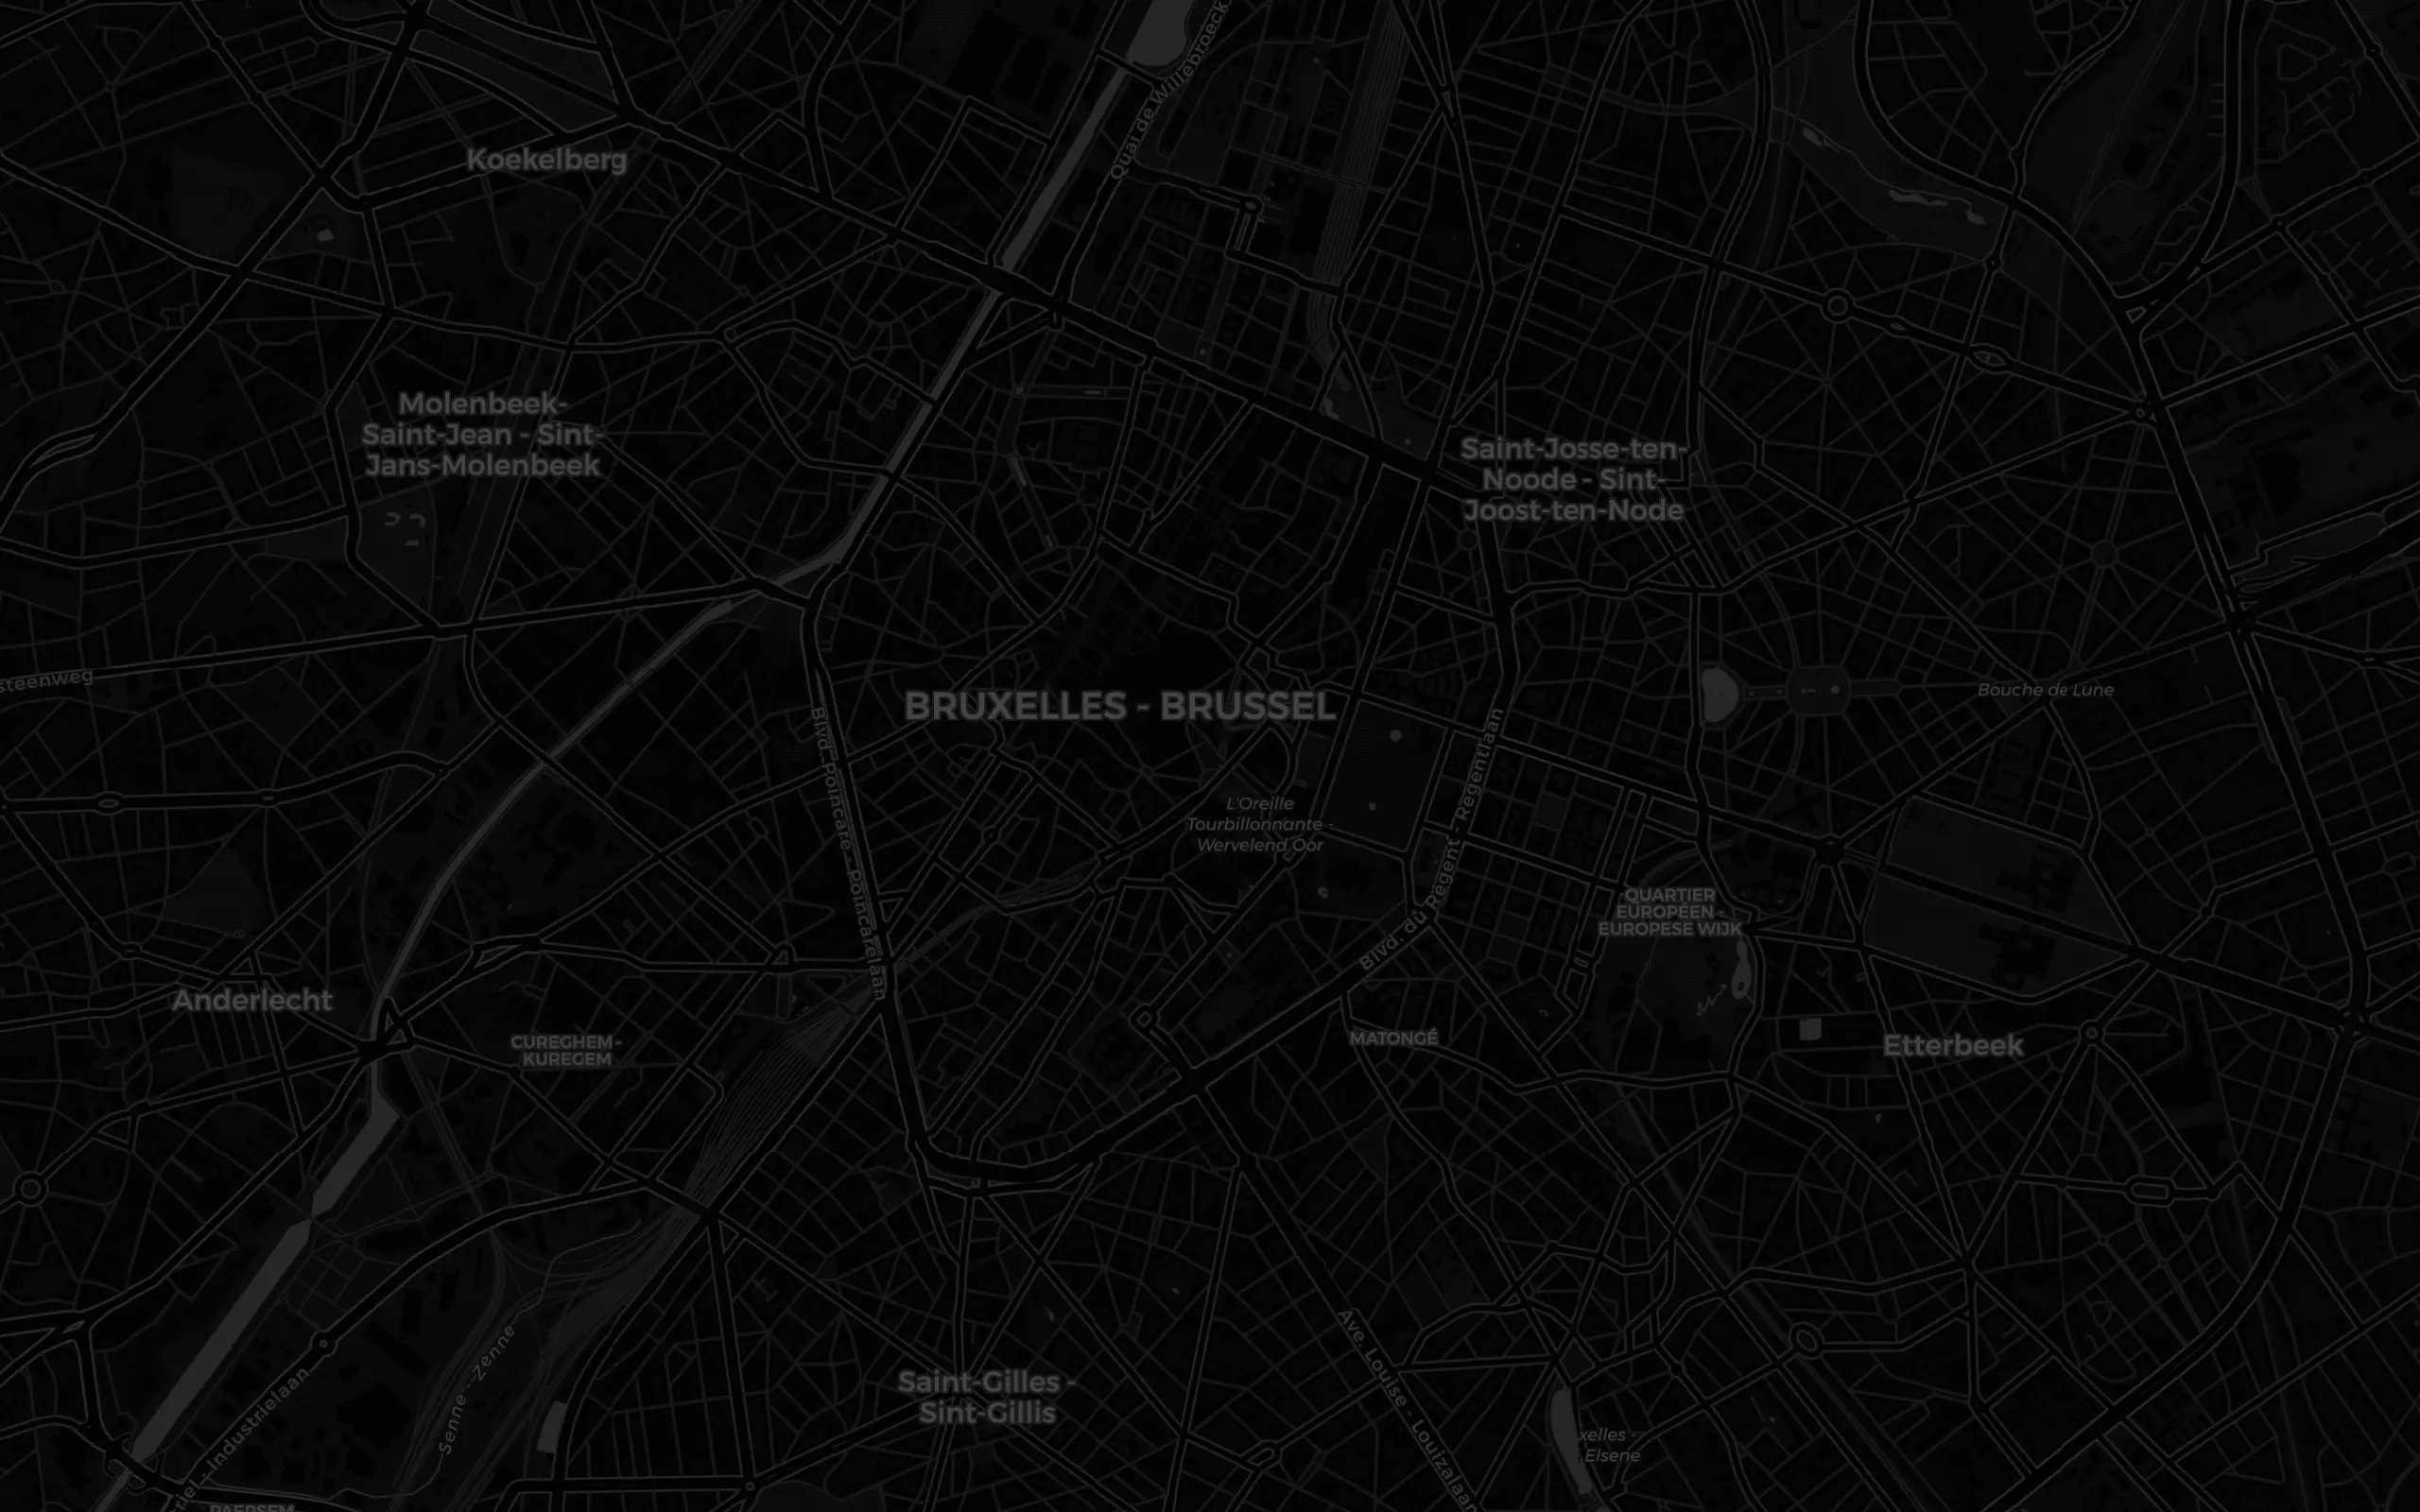 Quai de Willebroeck
Koekelberg
Molenbeek-
Saint-Jean - Sint-
Jans-Molenbeek
Saint-Josse-ten-
Noode - Sint-
Joost-ten-Node
steenweg
BRUXELLES - BRUSSEL
Bouche de Lune
Blvd. Poincaré - Poincarélaan
L'Oreille
Tourbillonnante -
Wervelend Oor
Blvd. du Régent - Regentlaan
QUARTIER
EUROPÉEN -
EUROPESE WIJK
Anderlecht
CUREGHEM -
KUREGEM
MATONGÉ
Etterbeek
Senne - Zenne
riel - Industrielaan
Saint-Gilles -
Sint-Gillis
Ave. Louise - Louizalaan
xelles -
Elsene